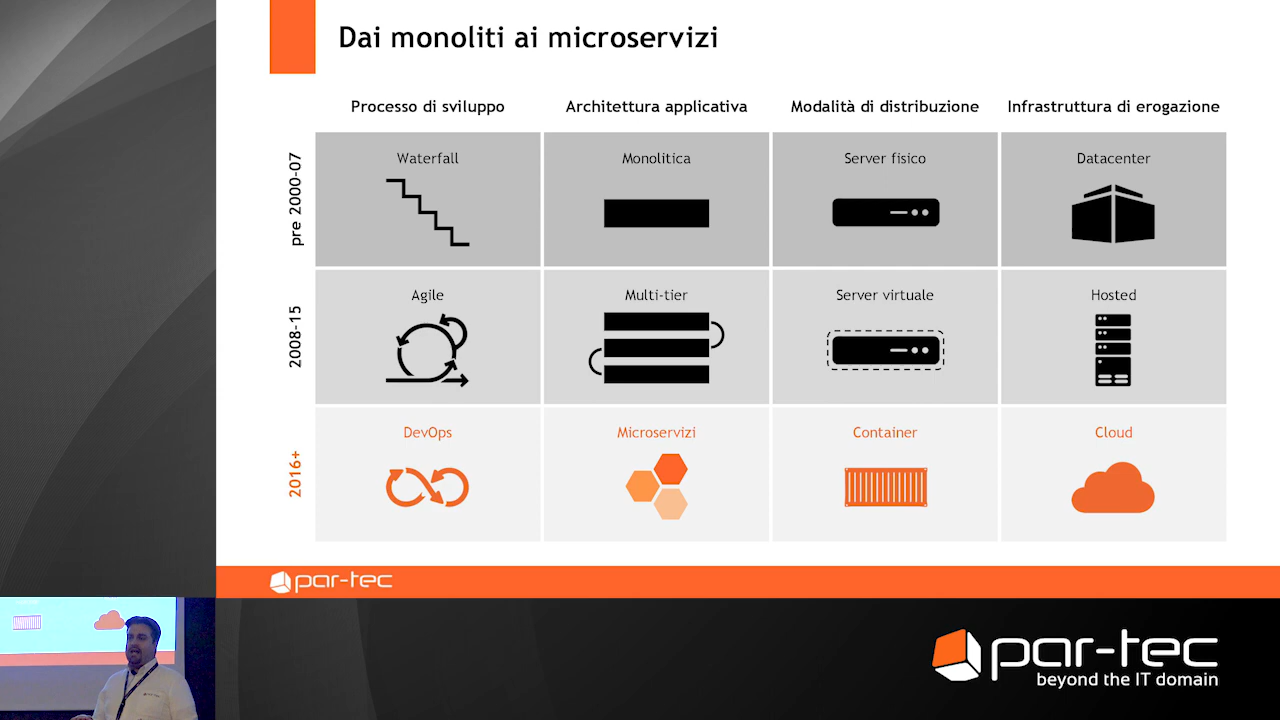 Dai monoliti ai microservizi
Processo di sviluppo
Architettura applicativa
Modalità di distribuzione
Infrastruttura di erogazione
pre 2000-07
Waterfall
Monolitica
Server fisico
Datacenter
2008-15
Agile
Multi-tier
Server virtuale
Hosted
2016+
DevOps
Microservizi
Container
Cloud
par-tec
par-tec
beyond the IT domain